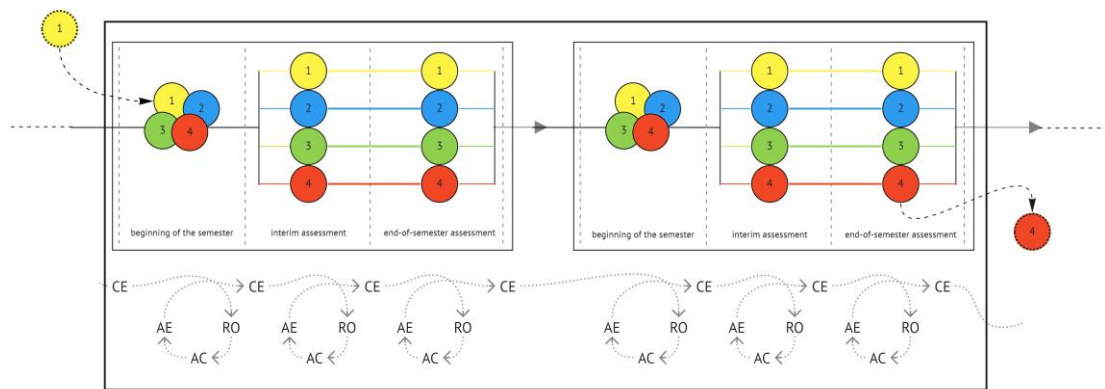 1
1
2
3
4
1
2
3
4
1
2
3
4
beginning of the semester
interim assessment
end-of-semester assessment
1
2
3
4
1
2
3
4
1
2
3
4
beginning of the semester
interim assessment
end-of-semester assessment
4
CE CE CE CE CE CE CE
AE RO AE RO AE RO AE RO AE RO AE RO
AC AC AC AC AC AC